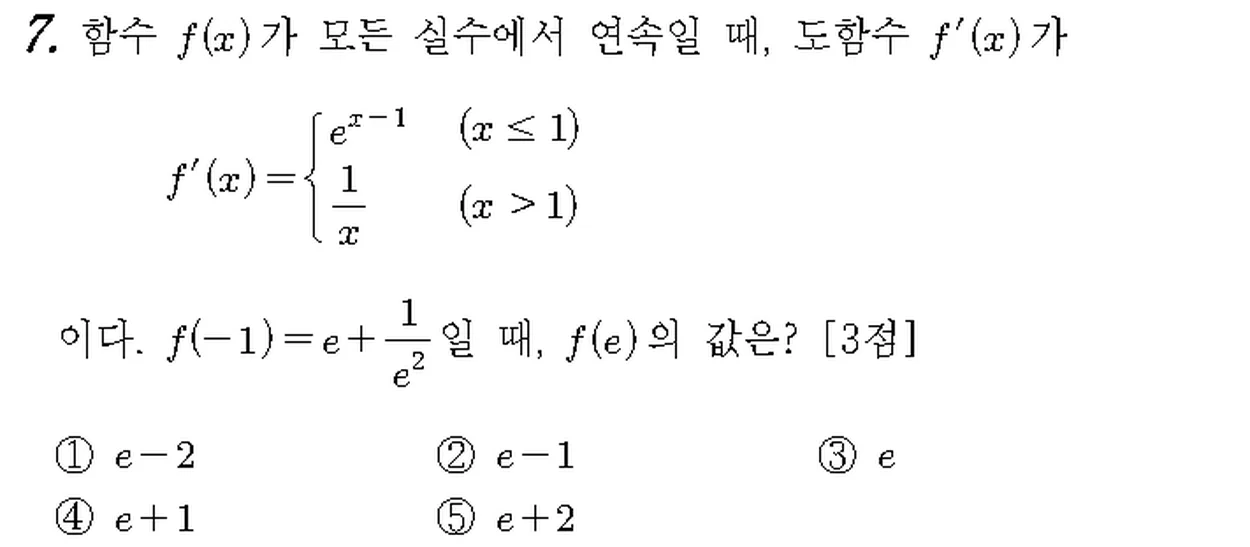 7. 함수 f(x)가 모든 실수에서 연속일 때, 도함수 f′(x)가
f′(x)={ e^{x-1} (x ≤ 1)
1/x (x > 1)
이다. f(-1)=e+1/e^2 일 때, f(e)의 값은? [3점]
① e-2 ② e-1 ③ e
④ e+1 ⑤ e+2